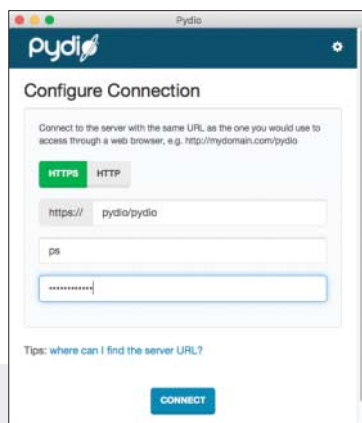 Pydio
pydio
Configure Connection
Connect to the server with the same URL as the one you would use to
access through a web browser, e.g. http://mydomain.com/pydio
HTTPS HTTP
https:// pydio/pydio
ps
••••••••••••
Tips: where can I find the server URL?
CONNECT